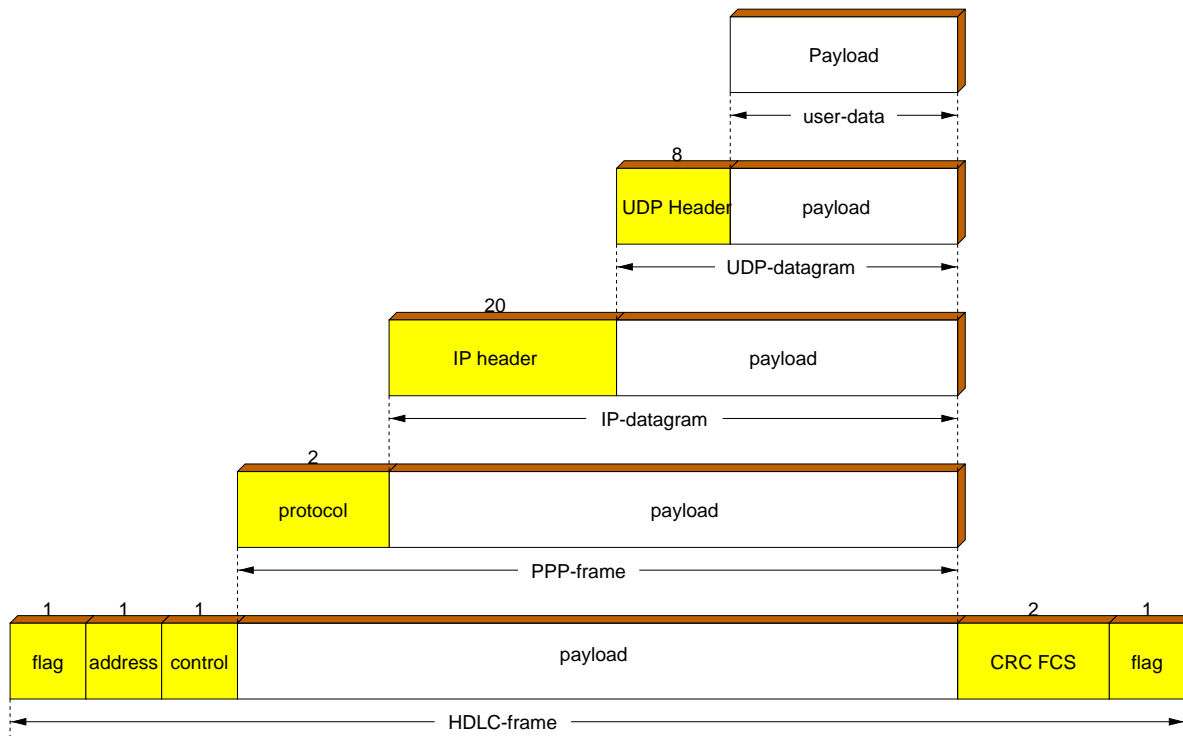 Payload
user-data
8
UDP Header payload
UDP-datagram
20
IP header payload
IP-datagram
2
protocol payload
PPP-frame
1 1 1 2 1
flag address control payload CRC FCS flag
HDLC-frame